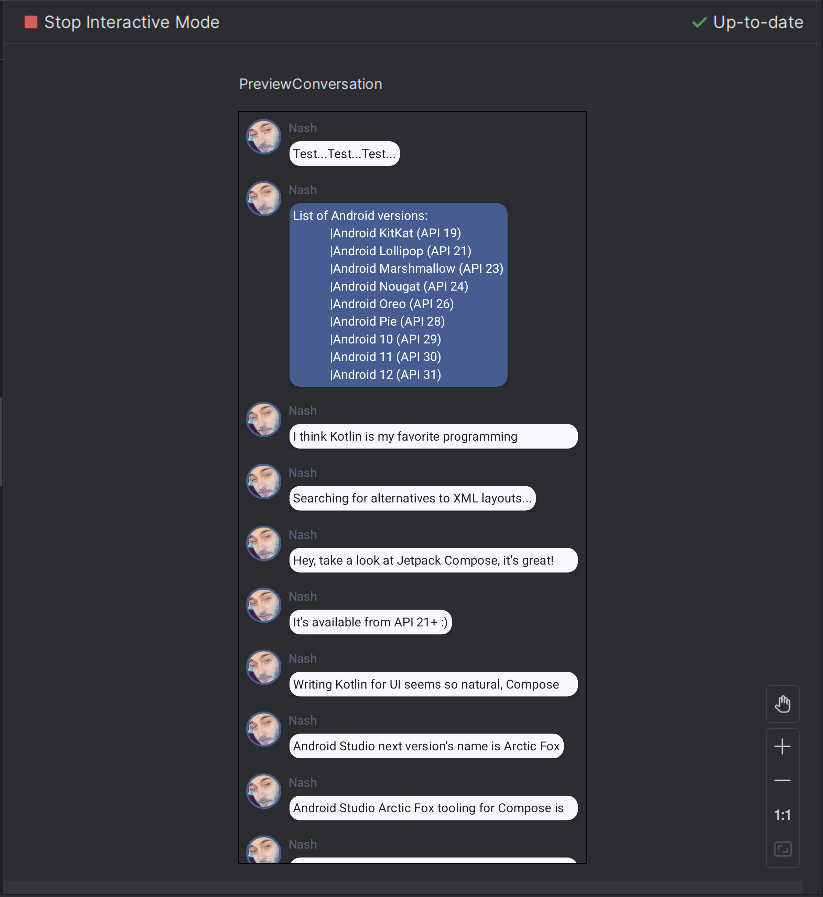 Stop Interactive Mode
Up-to-date
PreviewConversation
Nash
Test...Test...Test...
Nash
List of Android versions:
|Android KitKat (API 19)
|Android Lollipop (API 21)
|Android Marshmallow (API 23)
|Android Nougat (API 24)
|Android Oreo (API 26)
|Android Pie (API 28)
|Android 10 (API 29)
|Android 11 (API 30)
|Android 12 (API 31)
Nash
I think Kotlin is my favorite programming
Nash
Searching for alternatives to XML layouts...
Nash
Hey, take a look at Jetpack Compose, it's great!
Nash
It's available from API 21+ :)
Nash
Writing Kotlin for UI seems so natural, Compose
Nash
Android Studio next version's name is Arctic Fox
Nash
Android Studio Arctic Fox tooling for Compose is
Nash
1:1